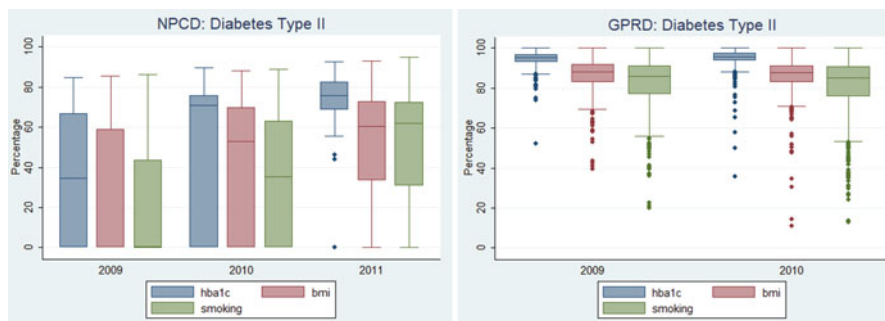 NPCD: Diabetes Type II
Percentage
0 20 40 60 80 100
2009 2010 2011
hba1c bmi
smoking
GPRD: Diabetes Type II
Percentage
0 20 40 60 80 100
2009 2010
hba1c bmi
smoking